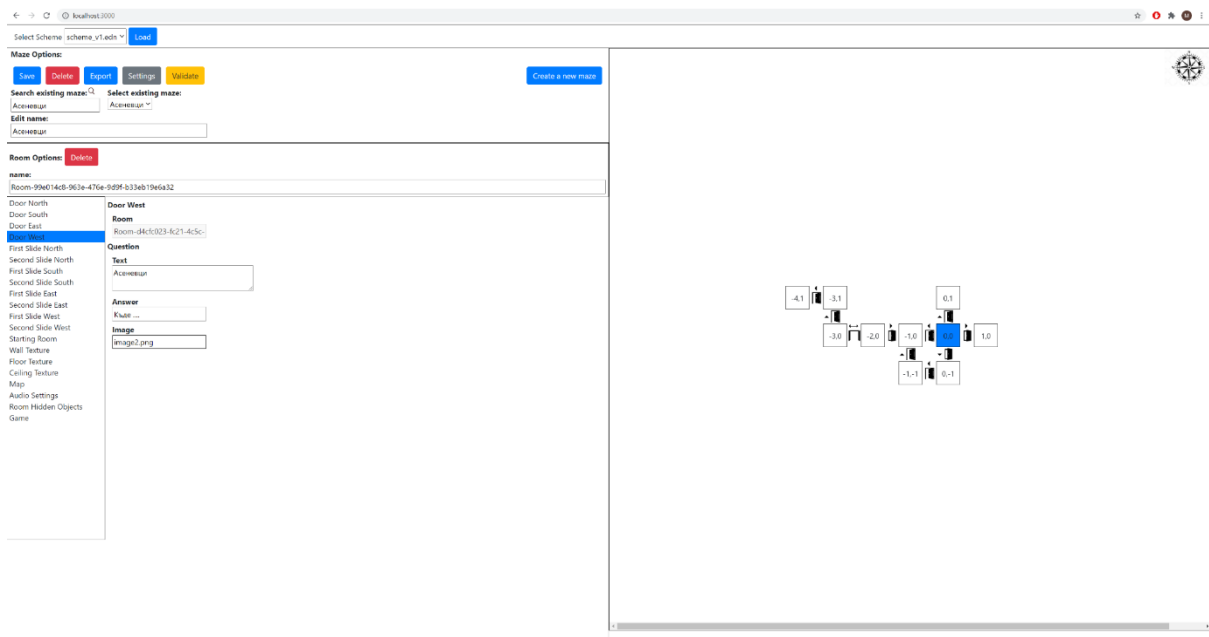 localhost:3000
Select Scheme scheme_v1.edn Load
Maze Options:
Save Delete Export Settings Validate Create a new maze
Search existing maze: Select existing maze:
Асеневци Асеневци
Edit name:
Асеневци
Room Options: Delete
name:
Room-99e014c8-963e-476e-9d9f-b33eb19e6a32
Door North
Door South
Door East
Door West
First Slide North
Second Slide North
First Slide South
Second Slide South
First Slide East
Second Slide East
First Slide West
Second Slide West
Starting Room
Wall Texture
Floor Texture
Ceiling Texture
Map
Audio Settings
Room Hidden Objects
Game
Door West
Room
Room-d4cfc023-fc21-4c5c-
Question
Text
Асеневци
Answer
Къде ...
Image
image2.png
-4,1 -3,1 0,1
-3,0 -2,0 -1,0 0,0 1,0
-1,-1 0,-1